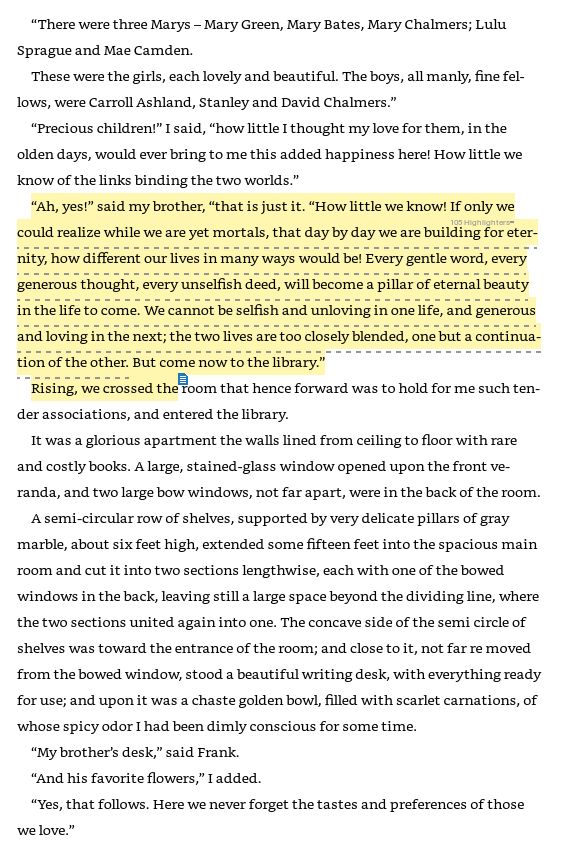 “There were three Marys – Mary Green, Mary Bates, Mary Chalmers; Lulu
Sprague and Mae Camden.
These were the girls, each lovely and beautiful. The boys, all manly, fine fel-
lows, were Carroll Ashland, Stanley and David Chalmers.”
“Precious children!” I said, “how little I thought my love for them, in the
olden days, would ever bring to me this added happiness here! How little we
know of the links binding the two worlds.”
“Ah, yes!” said my brother, “that is just it. “How little we know! If only we
105 Highlighters
could realize while we are yet mortals, that day by day we are building for eter-
nity, how different our lives in many ways would be! Every gentle word, every
generous thought, every unselfish deed, will become a pillar of eternal beauty
in the life to come. We cannot be selfish and unloving in one life, and generous
and loving in the next; the two lives are too closely blended, one but a continua-
tion of the other. But come now to the library.”
Rising, we crossed the room that hence forward was to hold for me such ten-
der associations, and entered the library.
It was a glorious apartment the walls lined from ceiling to floor with rare
and costly books. A large, stained-glass window opened upon the front ve-
randa, and two large bow windows, not far apart, were in the back of the room.
A semi-circular row of shelves, supported by very delicate pillars of gray
marble, about six feet high, extended some fifteen feet into the spacious main
room and cut it into two sections lengthwise, each with one of the bowed
windows in the back, leaving still a large space beyond the dividing line, where
the two sections united again into one. The concave side of the semi circle of
shelves was toward the entrance of the room; and close to it, not far re moved
from the bowed window, stood a beautiful writing desk, with everything ready
for use; and upon it was a chaste golden bowl, filled with scarlet carnations, of
whose spicy odor I had been dimly conscious for some time.
“My brother’s desk,” said Frank.
“And his favorite flowers,” I added.
“Yes, that follows. Here we never forget the tastes and preferences of those
we love.”